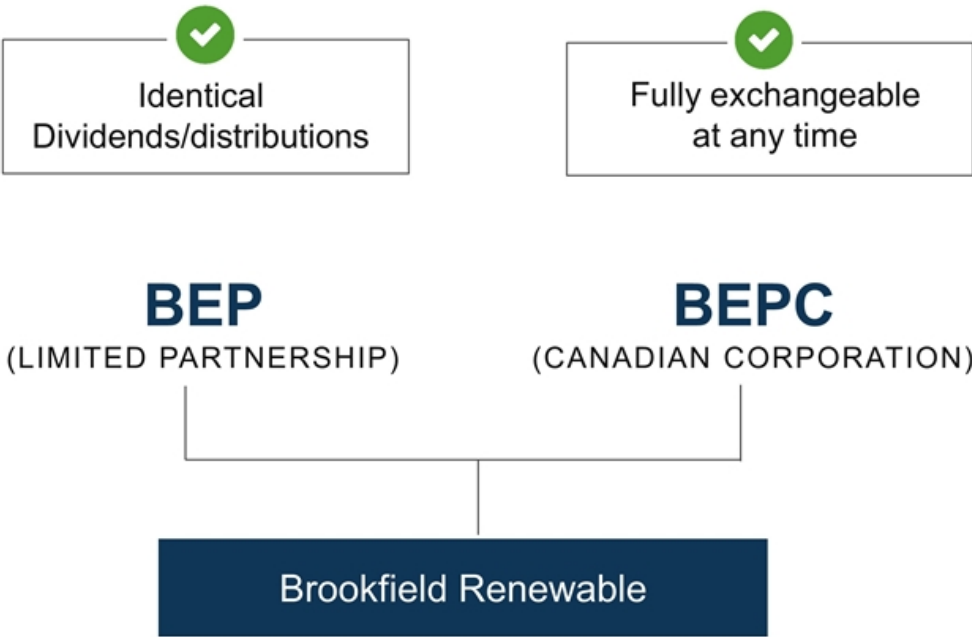 Identical
Dividends/distributions
Fully exchangeable
at any time
BEP
(LIMITED PARTNERSHIP)
BEPC
(CANADIAN CORPORATION)
Brookfield Renewable